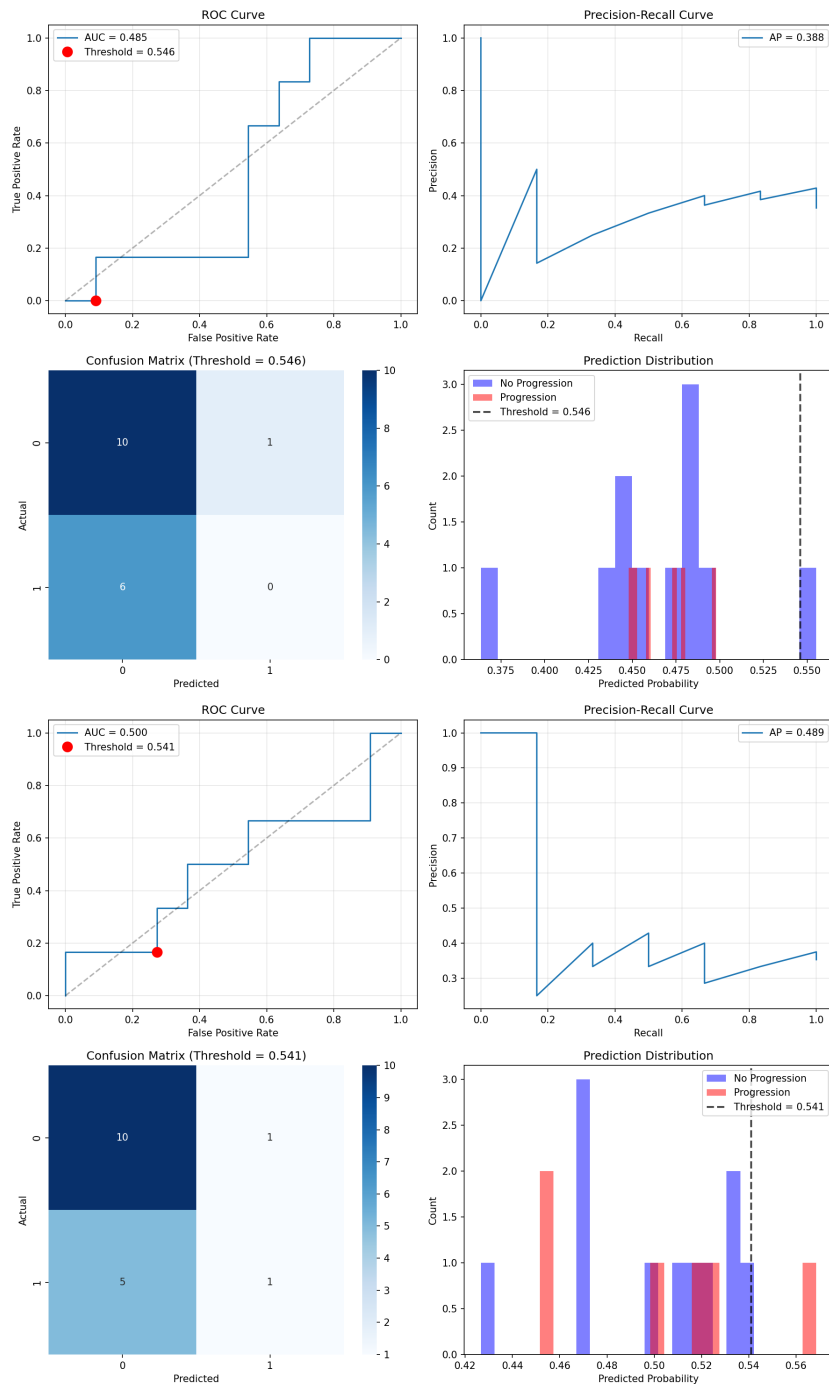 ROC Curve
AUC = 0.485
Threshold = 0.546
True Positive Rate
1.0
0.8
0.6
0.4
0.2
0.0
0.0 0.2 0.4 0.6 0.8 1.0
False Positive Rate
Precision-Recall Curve
AP = 0.388
Precision
1.0
0.8
0.6
0.4
0.2
0.0
0.0 0.2 0.4 0.6 0.8 1.0
Recall
Confusion Matrix (Threshold = 0.546)
Actual
0
1
10 1
6 0
0 1
Predicted
10
8
6
4
2
0
Prediction Distribution
No Progression
Progression
Threshold = 0.546
Count
3.0
2.5
2.0
1.5
1.0
0.5
0.0
0.375 0.400 0.425 0.450 0.475 0.500 0.525 0.550
Predicted Probability
ROC Curve
AUC = 0.500
Threshold = 0.541
True Positive Rate
1.0
0.8
0.6
0.4
0.2
0.0
0.0 0.2 0.4 0.6 0.8 1.0
False Positive Rate
Precision-Recall Curve
AP = 0.489
Precision
1.0
0.9
0.8
0.7
0.6
0.5
0.4
0.3
0.0 0.2 0.4 0.6 0.8 1.0
Recall
Confusion Matrix (Threshold = 0.541)
Actual
0
1
10 1
5 1
0 1
Predicted
10
9
8
7
6
5
4
3
2
1
Prediction Distribution
No Progression
Progression
Threshold = 0.541
Count
3.0
2.5
2.0
1.5
1.0
0.5
0.0
0.42 0.44 0.46 0.48 0.50 0.52 0.54 0.56
Predicted Probability